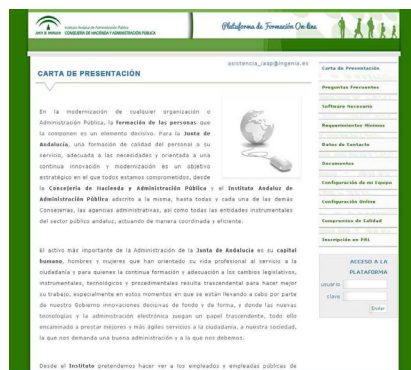 JUNTA DE ANDALUCIA
Instituto Andaluz de Administración Pública
CONSEJERÍA DE HACIENDA Y ADMINISTRACIÓN PÚBLICA
Plataforma de Formación On-line
asistencia_iaap@ingenia.es
CARTA DE PRESENTACIÓN
En la modernización de cualquier organización o
Administración Pública, la formación de las personas que
la componen es un elemento decisivo. Para la Junta de
Andalucía, una formación de calidad del personal a su
servicio, adecuada a las necesidades y orientada a una
continua innovación y modernización es un objetivo
estratégico en el que todos estamos comprometidos, desde
la Consejería de Hacienda y Administración Pública y el Instituto Andaluz de
Administración Pública adscrito a la misma, hasta todas y cada una de las demás
Consejerías, las agencias administrativas, así como todas las entidades instrumentales
del sector público andaluz, actuando de manera coordinada y eficiente.
El activo más importante de la Administración de la Junta de Andalucía es su capital
humano, hombres y mujeres que han orientado su vida profesional al servicio a la
ciudadanía y para quienes la continua formación y adecuación a los cambios legislativos,
instrumentales, tecnológicos y procedimentales resulta trascendental para hacer mejor
su trabajo, especialmente en estos momentos en que se están llevando a cabo por parte
de nuestro Gobierno innovaciones decisivas de fondo y de forma, y donde las nuevas
tecnologías y la administración electrónica juegan un papel trascendente, todo ello
encaminado a prestar mejores y más ágiles servicios a la ciudadanía, a nuestra sociedad,
la que nos demanda una buena administración y a la que nos debemos.
Desde el Instituto pretendemos hacer ver a los empleados y empleadas públicas de
Carta de Presentación
Preguntas Frecuentes
Software Necesario
Requerimientos Mínimos
Datos de Contacto
Documentos
Configuración de mi Equipo
Configuración Online
Compromiso de Calidad
Inscripción en PRL
ACCESO A LA
PLATAFORMA
usuario
clave
Entrar